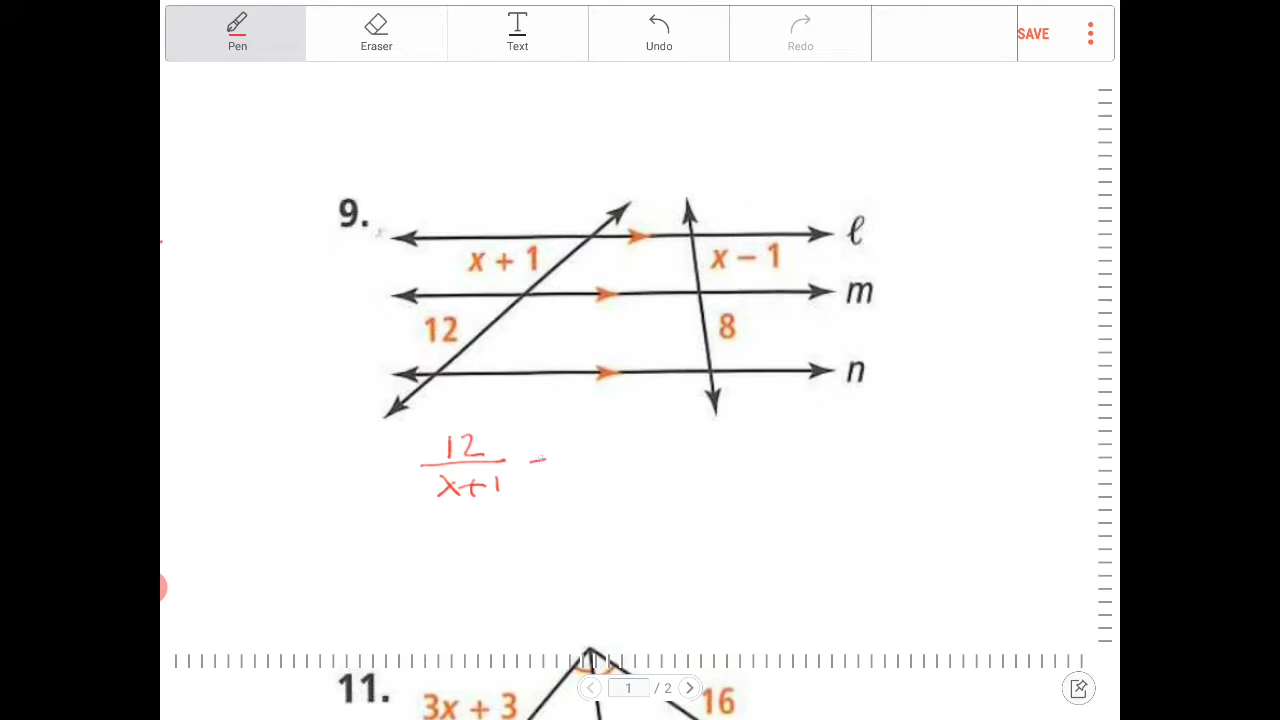 Pen Eraser Text Undo Redo SAVE
9.
ℓ
x + 1 x − 1
m
12 8
n
12
x+1
11.
3x + 3 16
1 / 2